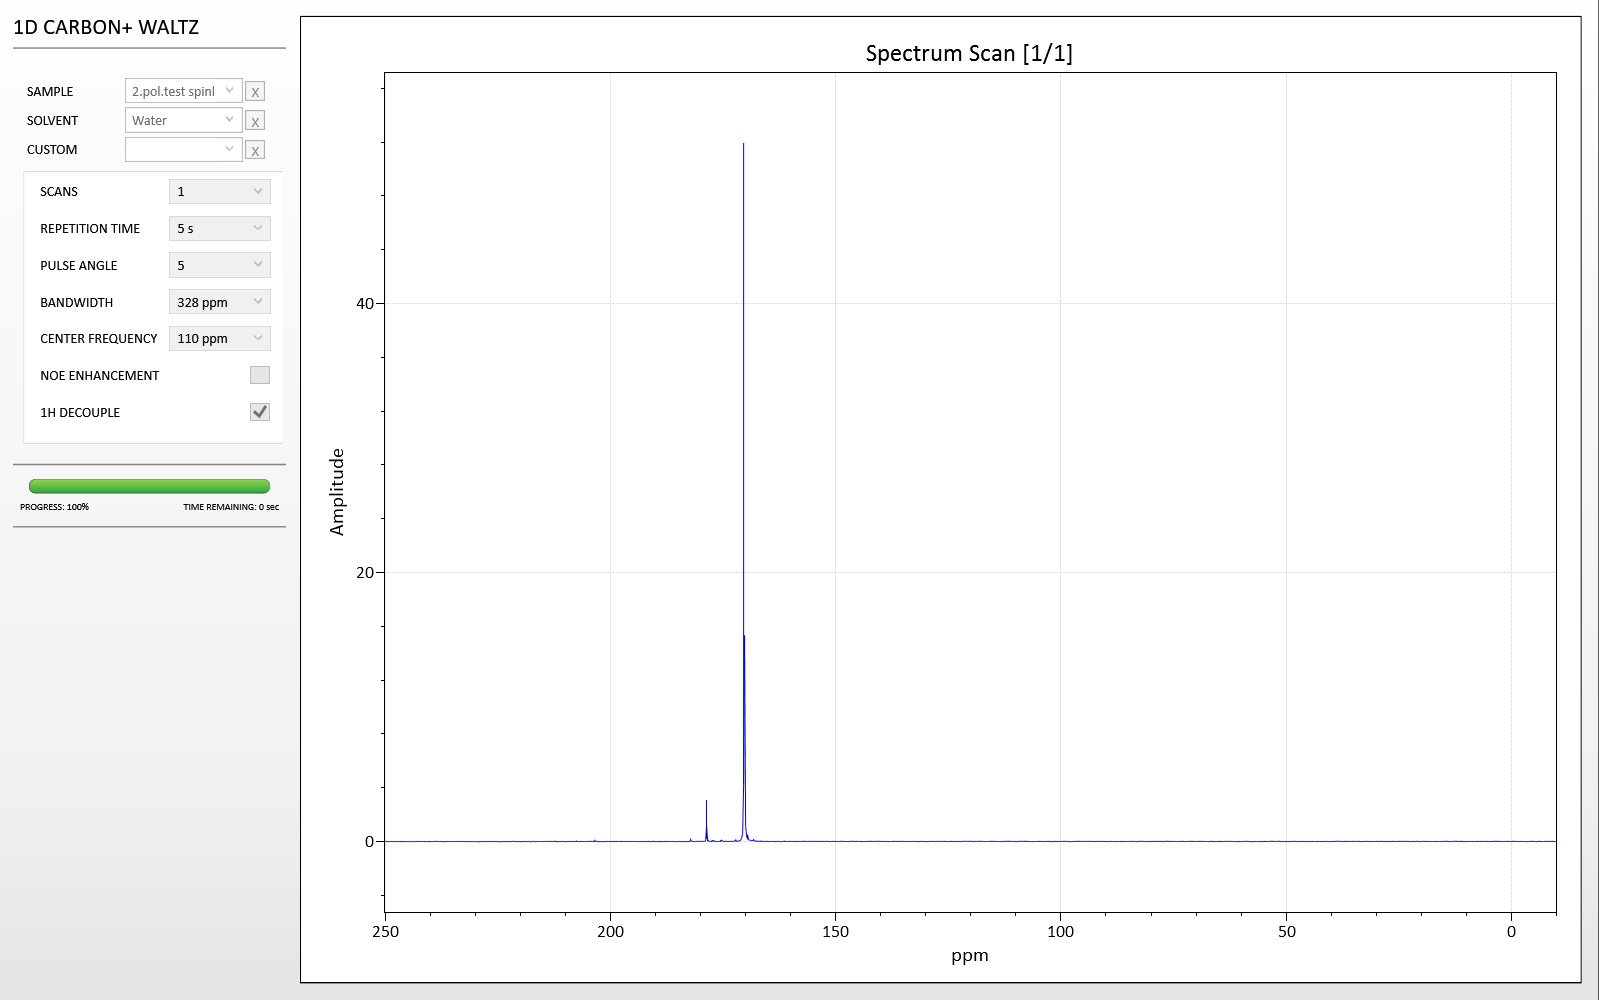 1D CARBON+ WALTZ
SAMPLE 2.pol.test spinl X
SOLVENT Water X
CUSTOM X
SCANS 1
REPETITION TIME 5 s
PULSE ANGLE 5
BANDWIDTH 328 ppm
CENTER FREQUENCY 110 ppm
NOE ENHANCEMENT
1H DECOUPLE
PROGRESS: 100% TIME REMAINING: 0 sec
Spectrum Scan [1/1]
Amplitude
40
20
0
250 200 150 100 50 0
ppm